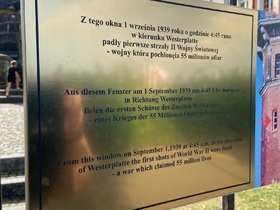 Z tego okna 1 września 1939 roku o godzinie 4:45 rano
w kierunku Westerplatte
padły pierwsze strzały II Wojny Światowej
- wojny która pochłonęła 55 milionów ofiar
Aus diesem Fenster am 1 September 1939 um 4:45 Uhr morgens
in Richtung Westerplatte
fielen die ersten Schüsse des Zweiten Weltkrieges
- eines Krieges der 55 Millionen
From this window on September 1,1939 at 4:45 a.m. in the direction
of Westerplatte the first shots of World War II were fired
- a war which claimed 55 million lives